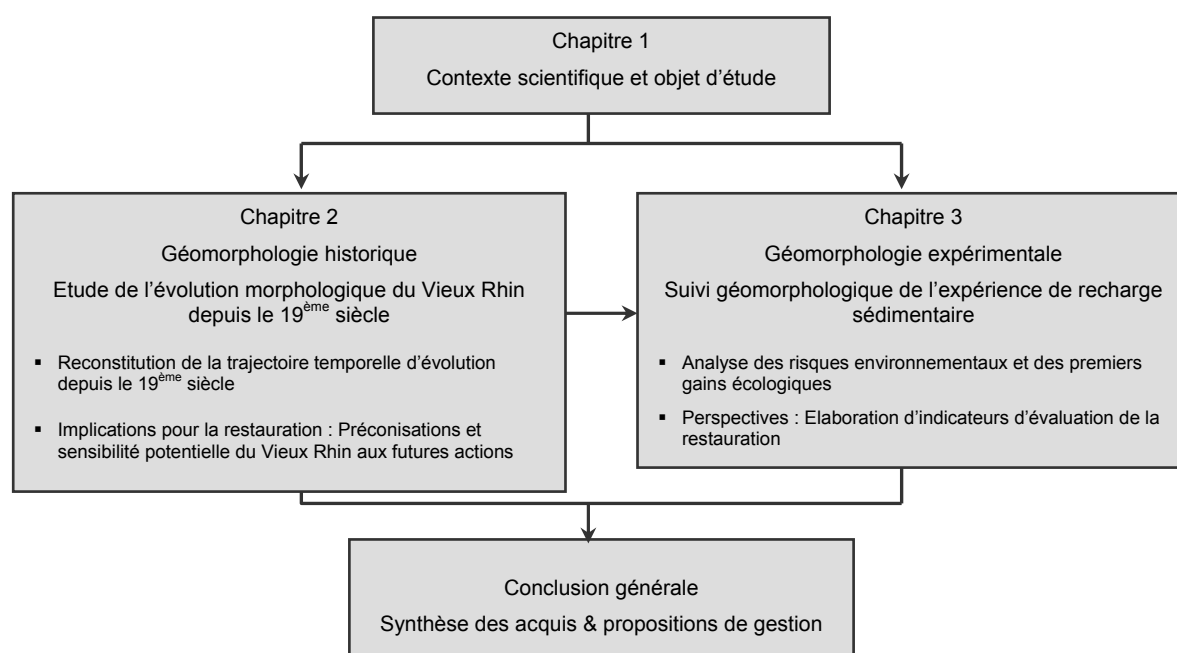 Chapitre 1
Contexte scientifique et objet d'étude
Chapitre 2
Géomorphologie historique
Etude de l'évolution morphologique du Vieux Rhin
depuis le 19ème siècle
▪ Reconstitution de la trajectoire temporelle d'évolution
depuis le 19ème siècle
▪ Implications pour la restauration : Préconisations et
sensibilité potentielle du Vieux Rhin aux futures actions
Chapitre 3
Géomorphologie expérimentale
Suivi géomorphologique de l'expérience de recharge
sédimentaire
▪ Analyse des risques environnementaux et des premiers
gains écologiques
▪ Perspectives : Elaboration d'indicateurs d'évaluation de la
restauration
Conclusion générale
Synthèse des acquis & propositions de gestion